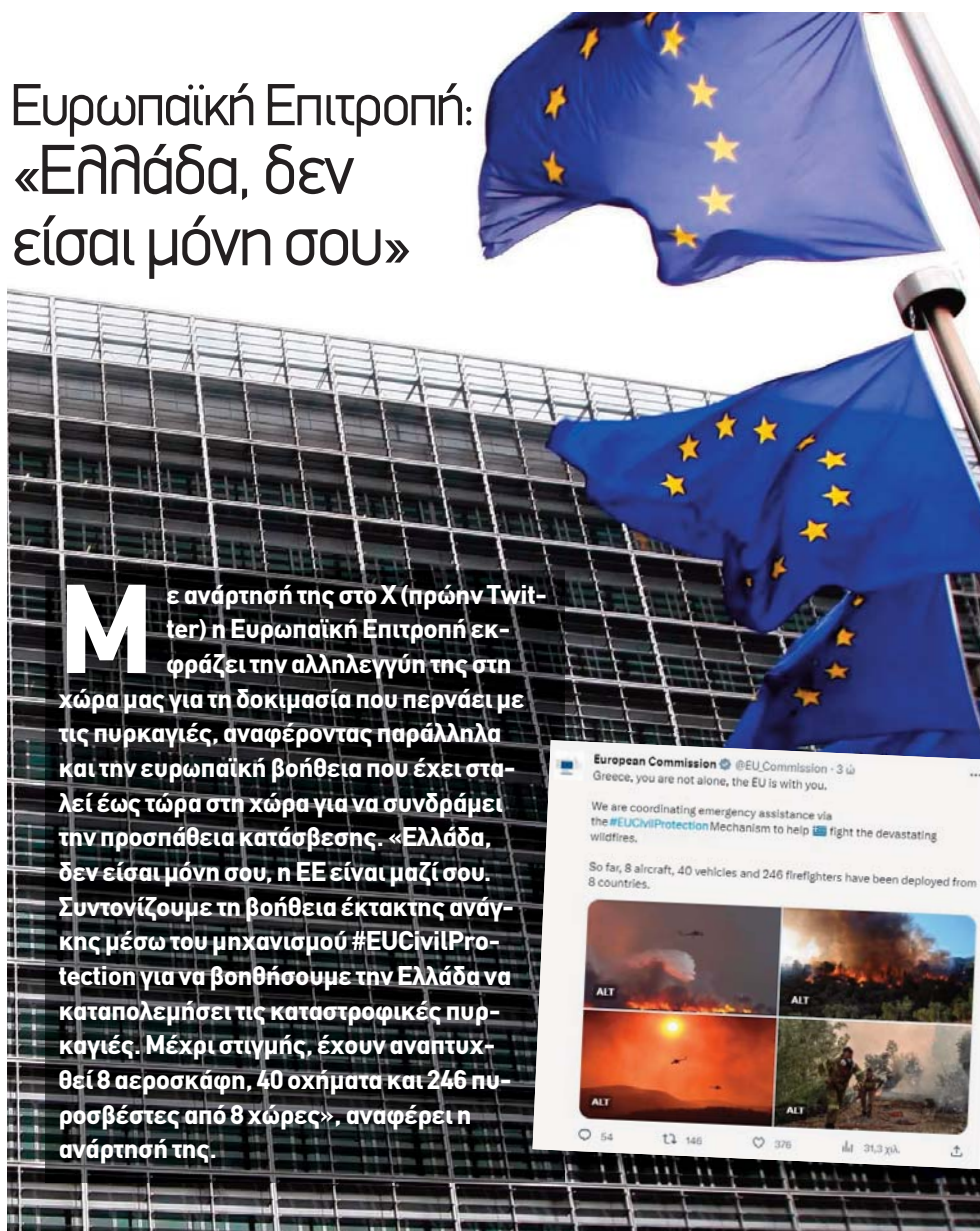 Ευρωπαϊκή Επιτροπή:
«Ελλάδα, δεν
είσαι μόνη σου»
Με ανάρτησή της στο X (πρώην Twit-
ter) η Ευρωπαϊκή Επιτροπή εκ-
φράζει την αλληλεγγύη της στη
χώρα μας για τη δοκιμασία που περνάει με
τις πυρκαγιές, αναφέροντας παράλληλα
και την ευρωπαϊκή βοήθεια που έχει στα-
λεί έως τώρα στη χώρα για να συνδράμει
την προσπάθεια κατάσβεσης. «Ελλάδα,
δεν είσαι μόνη σου, η ΕΕ είναι μαζί σου.
Συντονίζουμε τη βοήθεια έκτακτης ανάγ-
κης μέσω του μηχανισμού #EUCivilPro-
tection για να βοηθήσουμε την Ελλάδα να
καταπολεμήσει τις καταστροφικές πυρ-
καγιές. Μέχρι στιγμής, έχουν αναπτυχ-
θεί 8 αεροσκάφη, 40 οχήματα και 246 πυ-
ροσβέστες από 8 χώρες», αναφέρει η
ανάρτησή της.
European Commission @EU_Commission · 3 ώ
Greece, you are not alone, the EU is with you.
We are coordinating emergency assistance via
the #EUCivilProtection Mechanism to help 🇬🇷 fight the devastating
wildfires.
So far, 8 aircraft, 40 vehicles and 246 firefighters have been deployed from
8 countries.
ALT
ALT
ALT
ALT
54 146 376 31,3 χιλ.